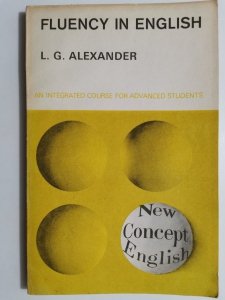 FLUENCY IN ENGLISH
L. G. ALEXANDER
AN INTEGRATED COURSE FOR ADVANCED STUDENTS
New
Concept
English